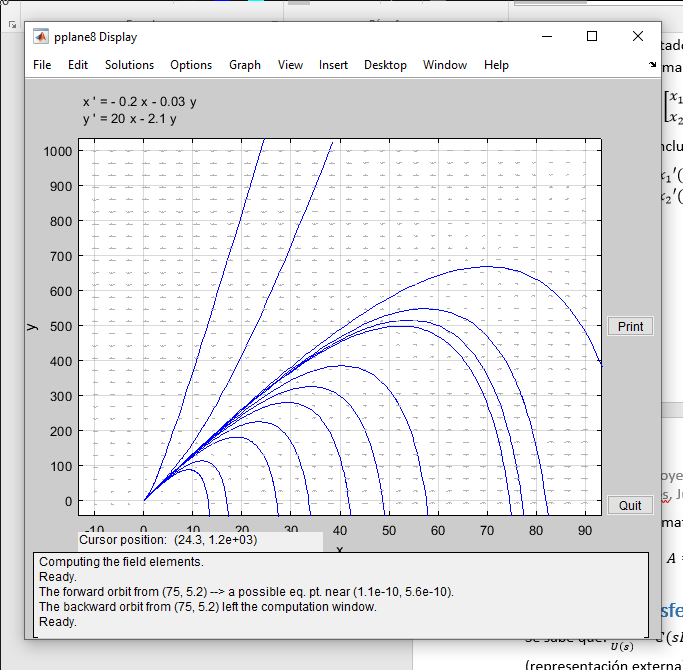 pplane8 Display
File Edit Solutions Options Graph View Insert Desktop Window Help
x ' = - 0.2 x - 0.03 y
y ' = 20 x - 2.1 y
1000
900
800
700
600
500
400
300
200
100
0
y
-10 0 10 20 30 40 50 60 70 80 90
x
Print
Quit
Cursor position: (24.3, 1.2e+03)
Computing the field elements.
Ready.
The forward orbit from (75, 5.2) --> a possible eq. pt. near (1.1e-10, 5.6e-10).
The backward orbit from (75, 5.2) left the computation window.
Ready.
A =
U(s)
(representación externa